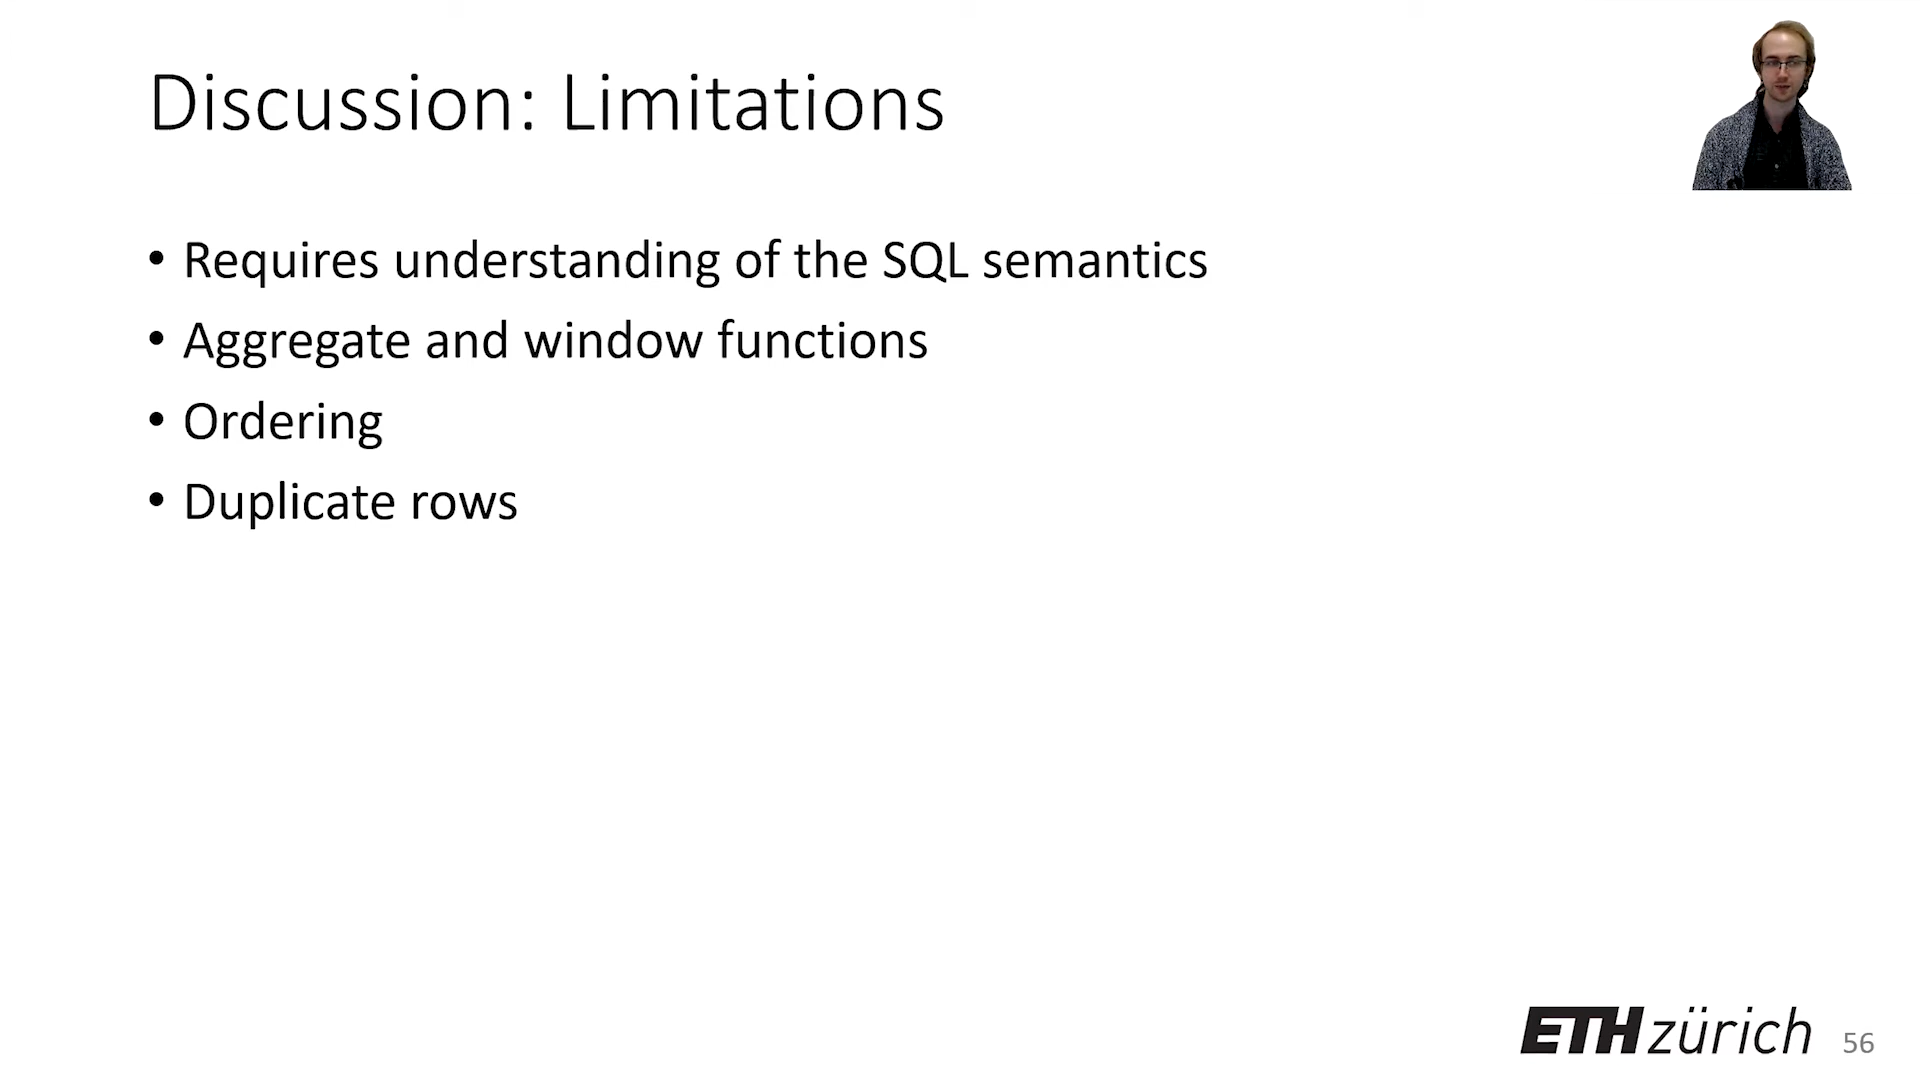 Discussion: Limitations
• Requires understanding of the SQL semantics
• Aggregate and window functions
• Ordering
• Duplicate rows
ETH zürich 56